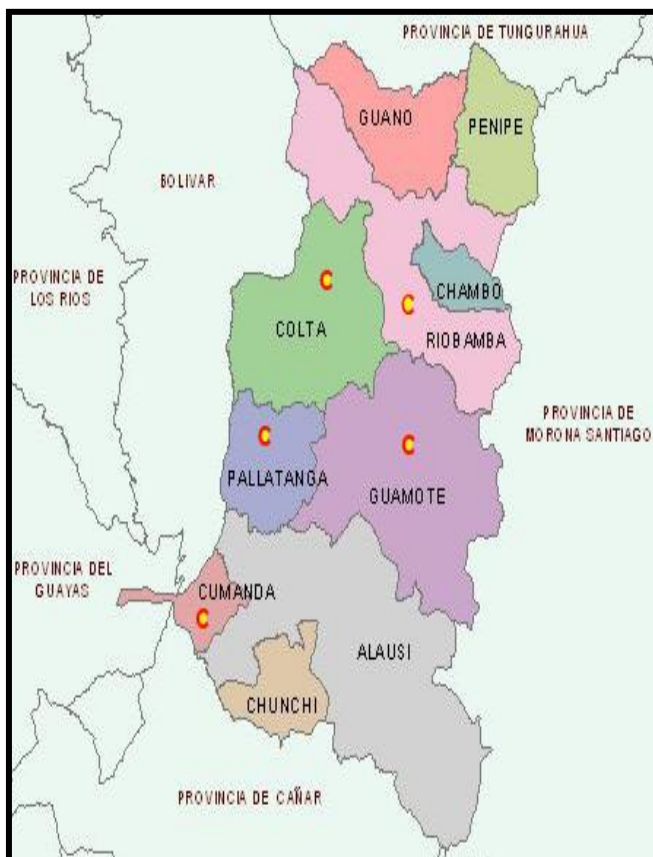 PROVINCIA DE TUNGURAHUA
GUANO
PENIPE
BOLIVAR
PROVINCIA DE
LOS RIOS
CHAMBO
COLTA
RIOBAMBA
PROVINCIA DE
MORONA SANTIAGO
PALLATANGA
GUAMOTE
PROVINCIA DEL
GUAYAS
CUMANDA
ALAUSI
CHUNCHI
PROVINCIA DE CAÑAR
C
C
C
C
C